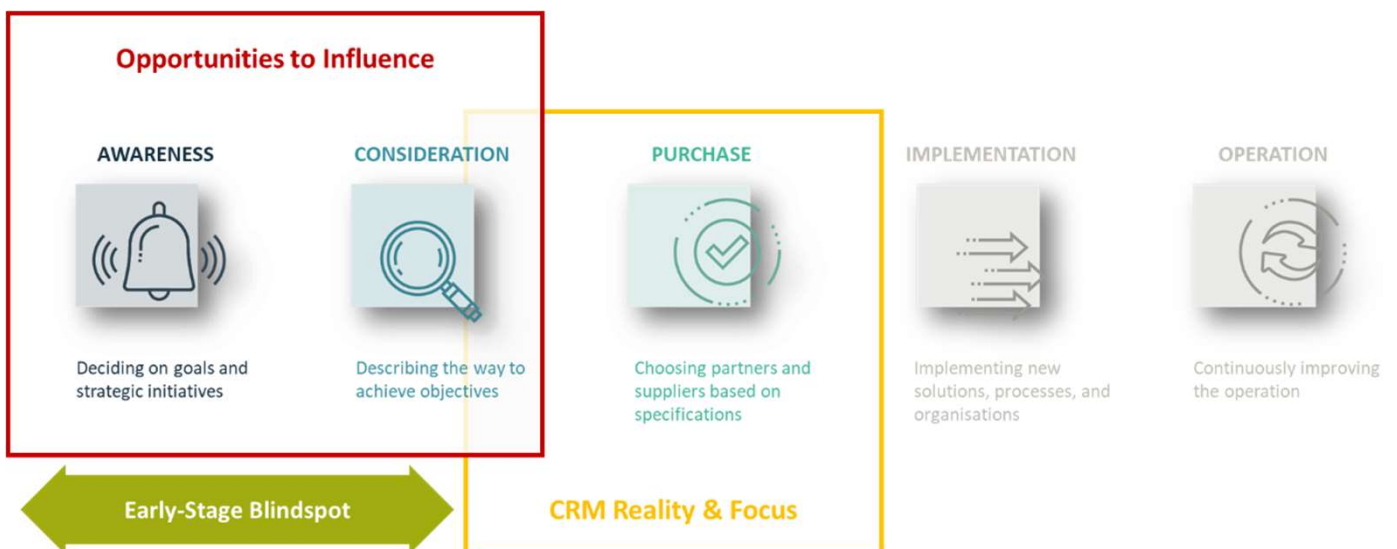 Opportunities to Influence
AWARENESS
Deciding on goals and
strategic initiatives
CONSIDERATION
Describing the way to
achieve objectives
PURCHASE
Choosing partners and
suppliers based on
specifications
IMPLEMENTATION
Implementing new
solutions, processes, and
organisations
OPERATION
Continuously improving
the operation
Early-Stage Blindspot
CRM Reality & Focus